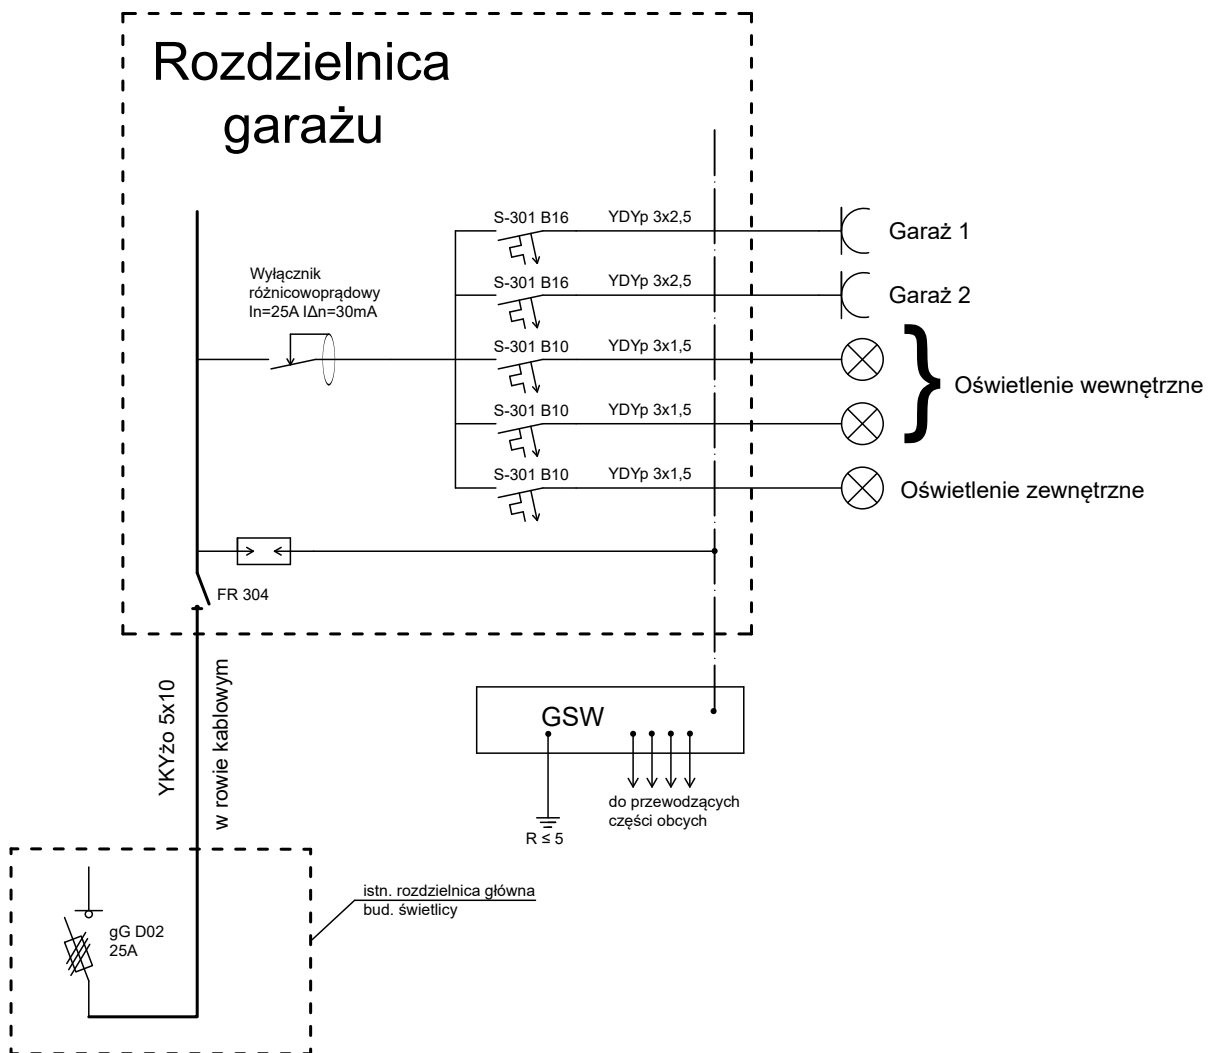 Rozdzielnica
garażu
S-301 B16
YDYp 3x2,5
Garaż 1
Wyłącznik
różnicowoprądowy
In=25A I∆n=30mA
S-301 B16
YDYp 3x2,5
Garaż 2
S-301 B10
YDYp 3x1,5
Oświetlenie wewnętrzne
S-301 B10
YDYp 3x1,5
S-301 B10
YDYp 3x1,5
Oświetlenie zewnętrzne
FR 304
YKYżo 5x10
w rowie kablowym
GSW
do przewodzących
części obcych
R ≤ 5
istn. rozdzielnica główna
bud. świetlicy
gG D02
25A